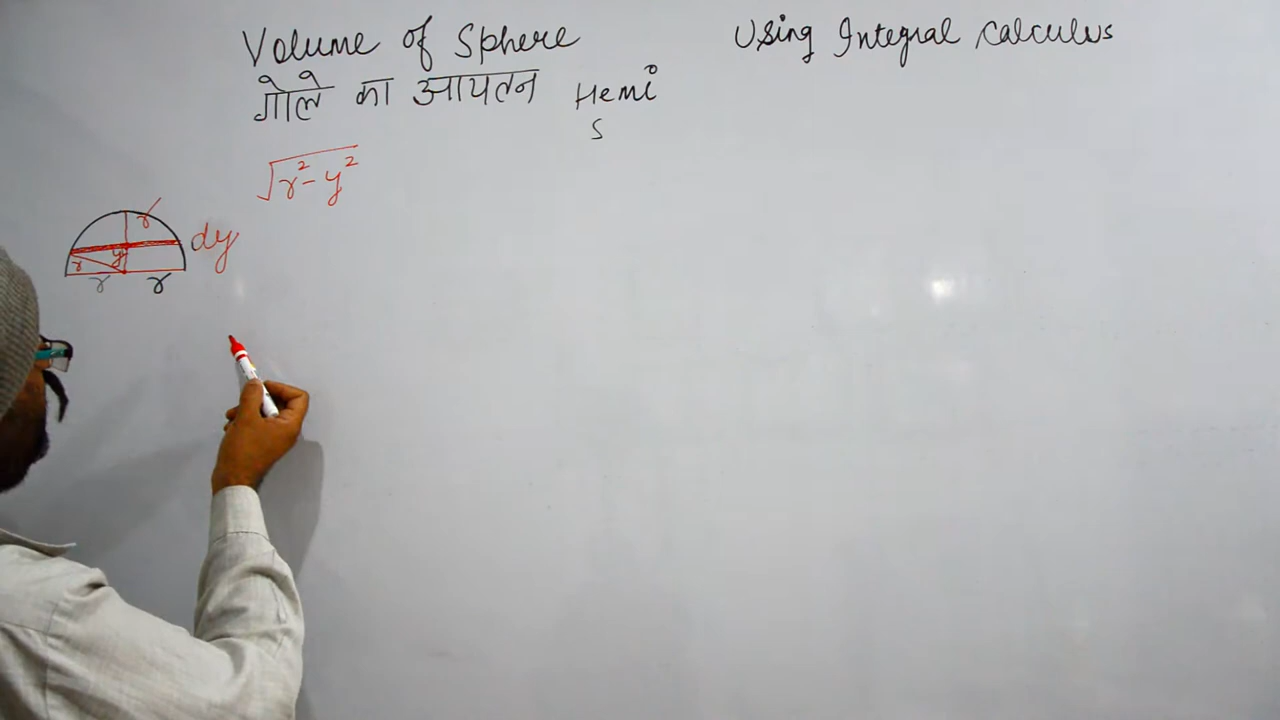 Volume of Sphere Using Integral Calculus
गोले का आयतन Hemi
S
√r²-y²
r
dy
y
r
r r